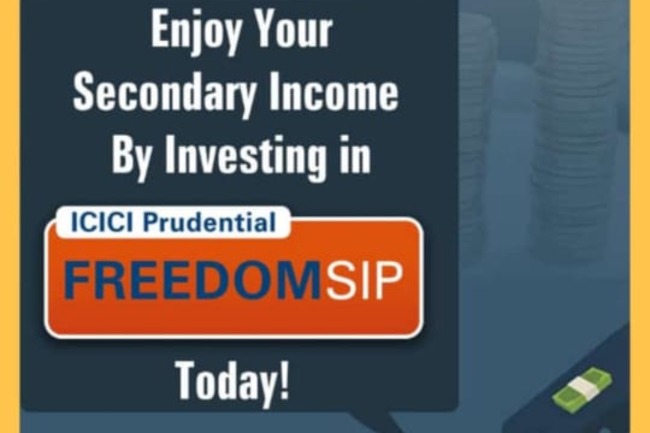 Enjoy Your
Secondary Income
By Investing in
ICICI Prudential
FREEDOMSIP
Today!